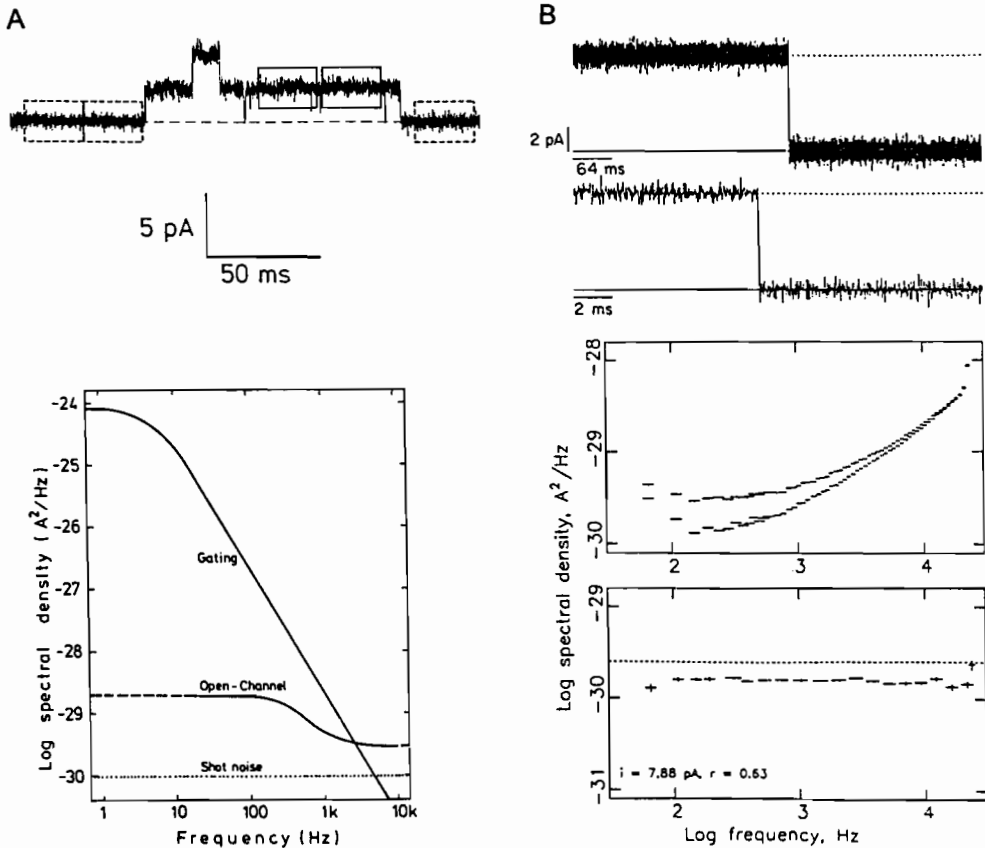 A
5 pA
50 ms
Log spectral density (A²/Hz)
-24
-25
-26
-27
-28
-29
-30
Gating
Open-Channel
Shot noise
1
10
100
1k
10k
Frequency (Hz)
B
2 pA
64 ms
2 ms
Log spectral density, A²/Hz
-28
-29
-30
2
3
4
-29
-30
-31
i = 7.88 pA, r = 0.63
2
3
4
Log frequency, Hz